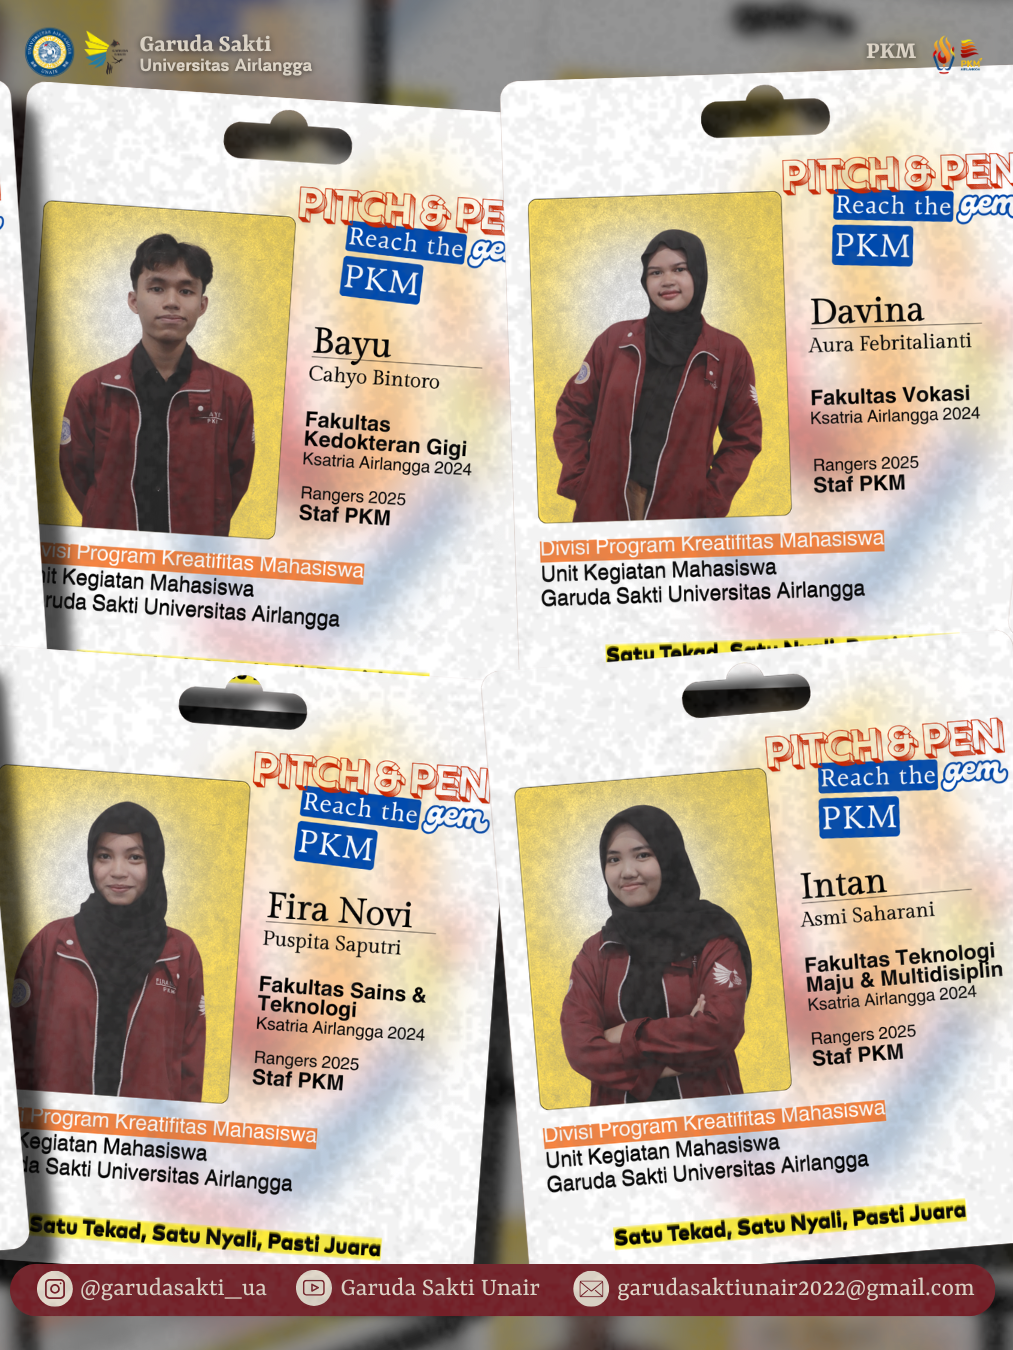 Garuda Sakti
Universitas Airlangga
PKM
PITCH & PE
Reach the ge
PKM
Bayu
Cahyo Bintoro
Fakultas
Kedokteran Gigi
Ksatria Airlangga 2024
Rangers 2025
Staf PKM
visi Program Kreatifitas Mahasiswa
nit Kegiatan Mahasiswa
ruda Sakti Universitas Airlangga
PITCH & PEN
Reach the gem
PKM
Davina
Aura Febritalianti
Fakultas Vokasi
Ksatria Airlangga 2024
Rangers 2025
Staf PKM
Divisi Program Kreatifitas Mahasiswa
Unit Kegiatan Mahasiswa
Garuda Sakti Universitas Airlangga
Satu Tekad, Satu Nyali,
PITCH & PEN
Reach the gem
PKM
Fira Novi
Puspita Saputri
Fakultas Sains &
Teknologi
Ksatria Airlangga 2024
Rangers 2025
Staf PKM
i Program Kreatifitas Mahasiswa
Kegiatan Mahasiswa
da Sakti Universitas Airlangga
Satu Tekad, Satu Nyali, Pasti Juara
PITCH & PEN
Reach the gem
PKM
Intan
Asmi Saharani
Fakultas Teknologi
Maju & Multidisiplin
Ksatria Airlangga 2024
Rangers 2025
Staf PKM
Divisi Program Kreatifitas Mahasiswa
Unit Kegiatan Mahasiswa
Garuda Sakti Universitas Airlangga
Satu Tekad, Satu Nyali, Pasti Juara
@garudasakti_ua
Garuda Sakti Unair
garudasaktiunair2022@gmail.com